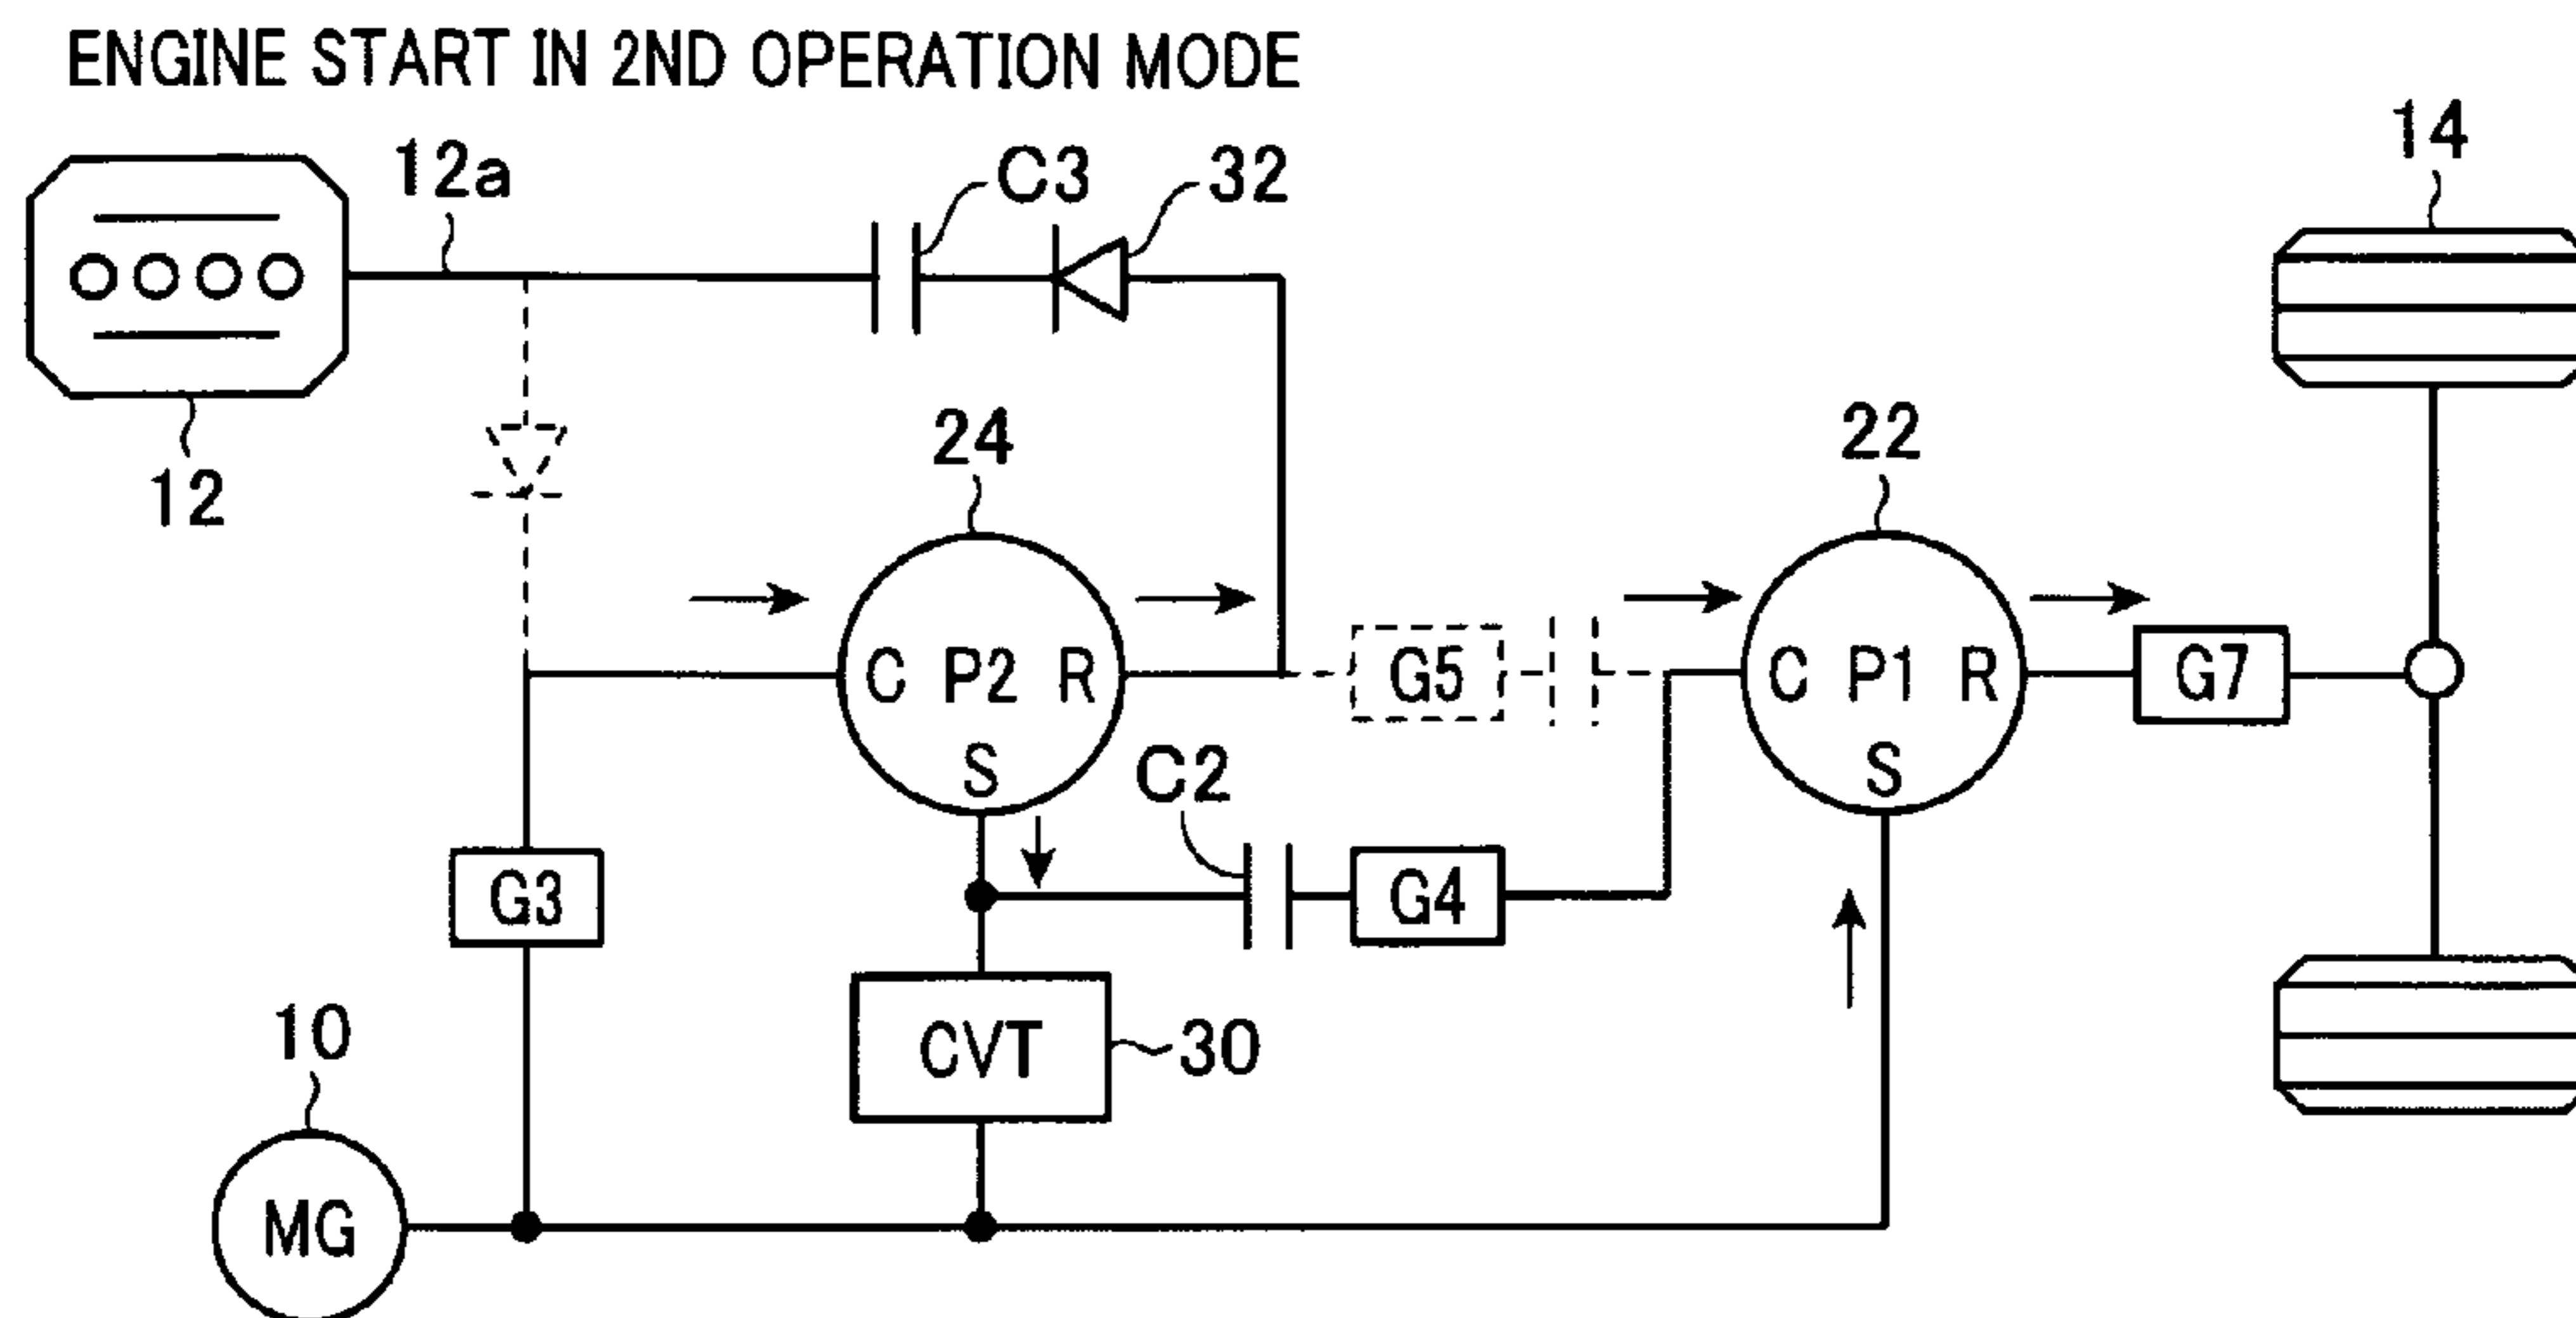 ENGINE START IN 2ND OPERATION MODE
12a
C3
32
14
12
24
22
C P2 R
S
G5
C P1 R
S
G7
C2
G3
G4
10
CVT
30
MG